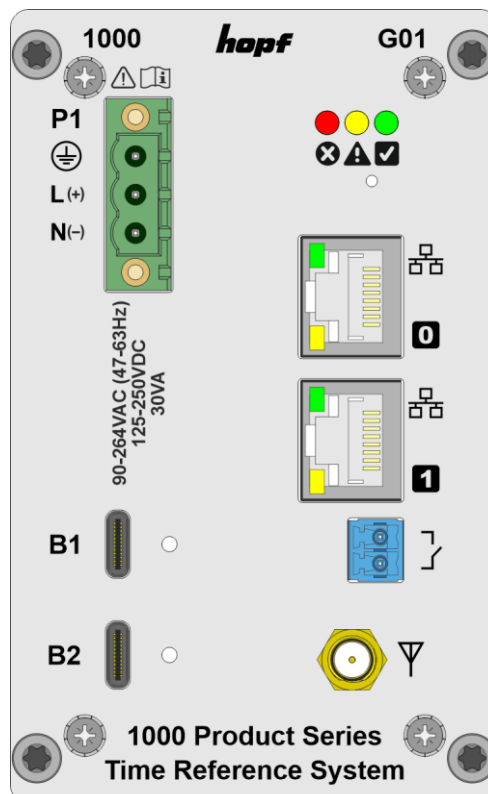 1000 hopf G01
P1
L(+)
N(-)
90-264VAC (47-63Hz)
125-250VDC
30VA
0
1
B1
B2
1000 Product Series
Time Reference System